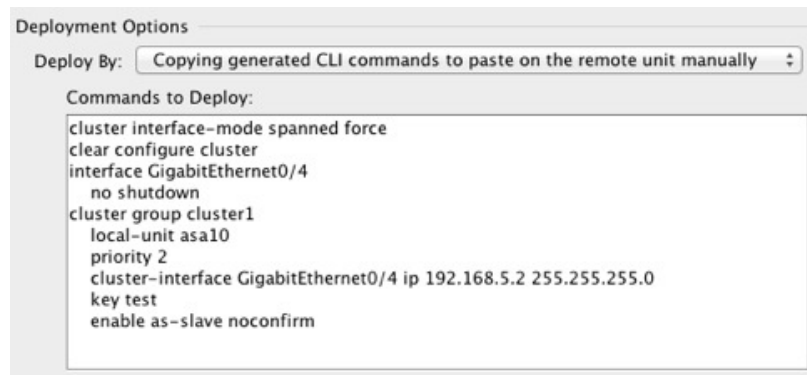 Deployment Options
Deploy By: Copying generated CLI commands to paste on the remote unit manually
Commands to Deploy:
cluster interface-mode spanned force
clear configure cluster
interface GigabitEthernet0/4
no shutdown
cluster group cluster1
local-unit asa10
priority 2
cluster-interface GigabitEthernet0/4 ip 192.168.5.2 255.255.255.0
key test
enable as-slave noconfirm